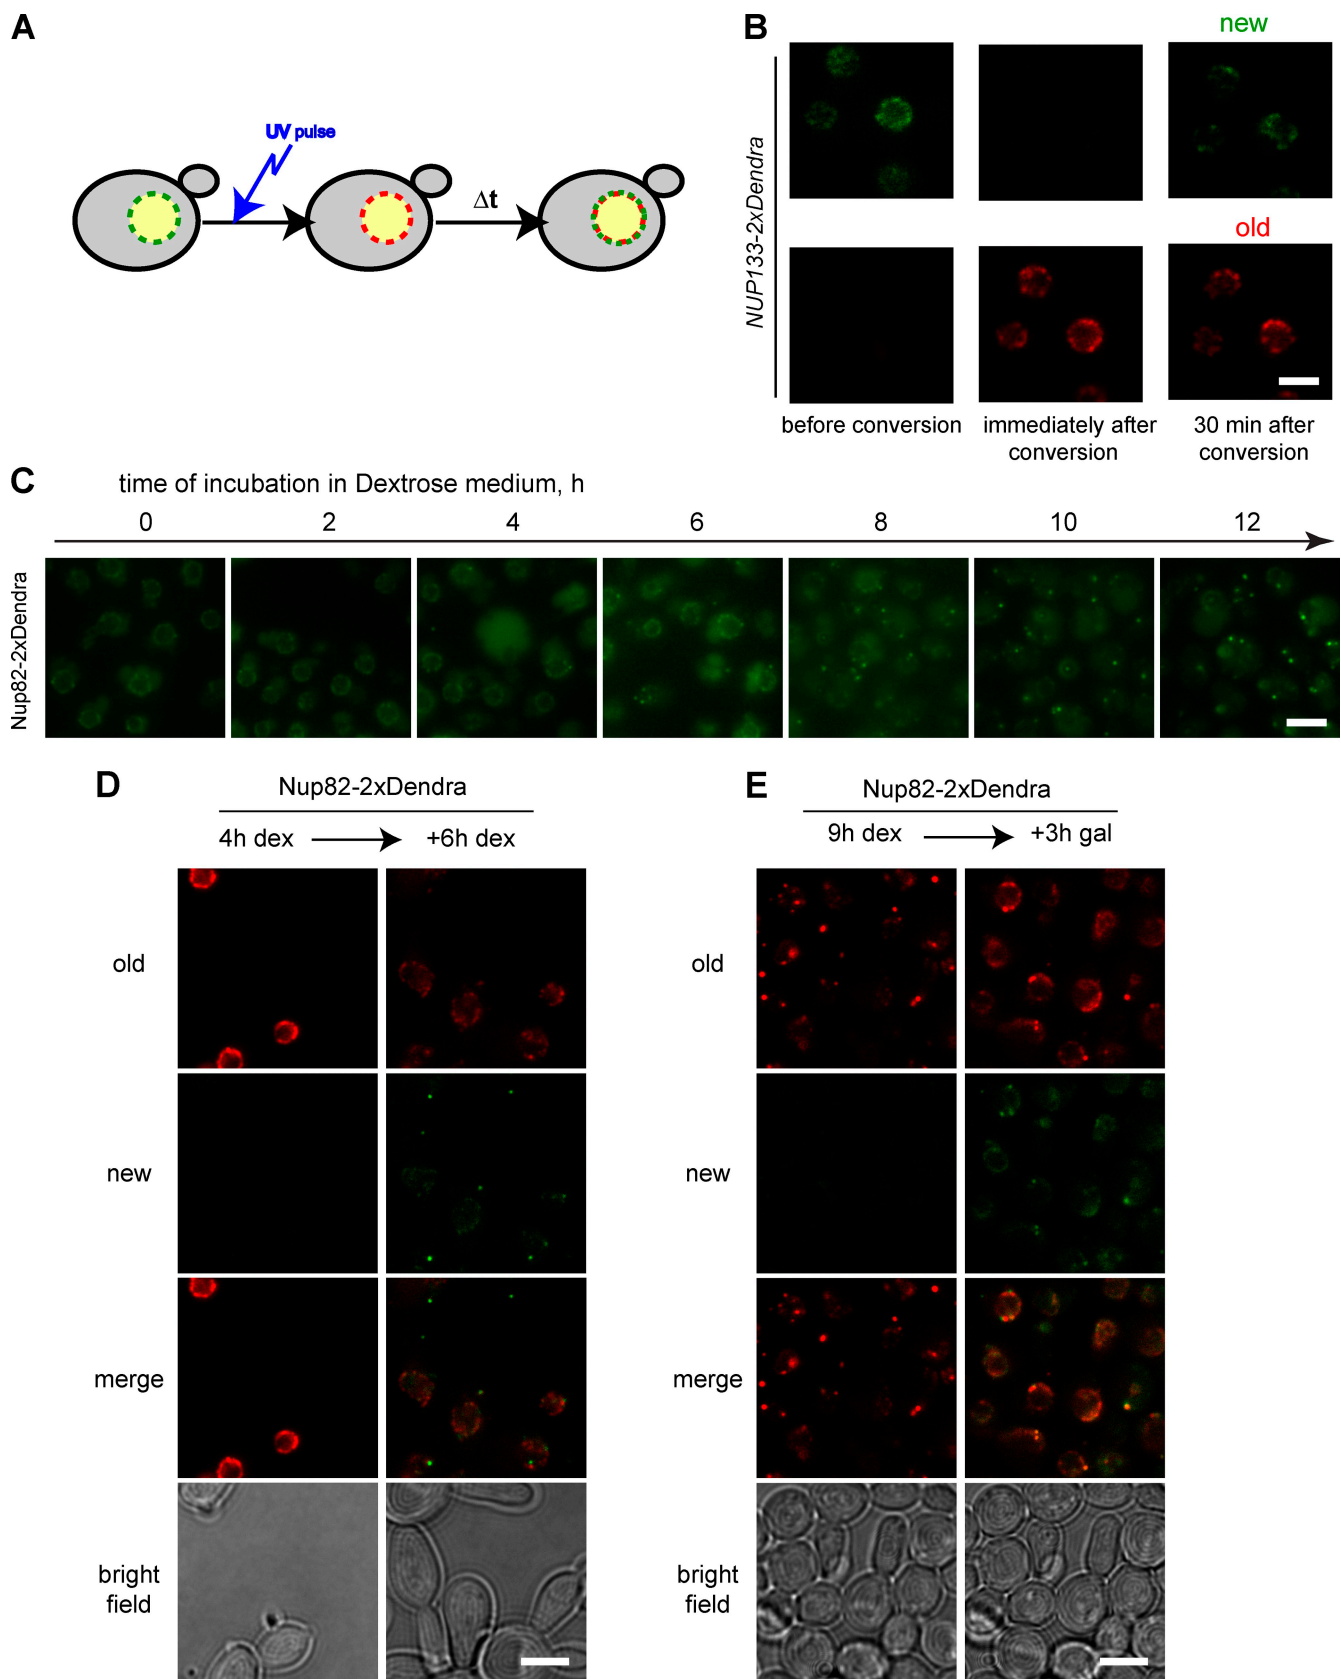 A
UV pulse
Δt
B
new
old
NUP133-2xDendra
before conversion
immediately after
conversion
30 min after
conversion
C
time of incubation in Dextrose medium, h
0 2 4 6 8 10 12
Nup82-2xDendra
D
Nup82-2xDendra
4h dex +6h dex
old
new
merge
bright
field
E
Nup82-2xDendra
9h dex +3h gal
old
new
merge
bright
field